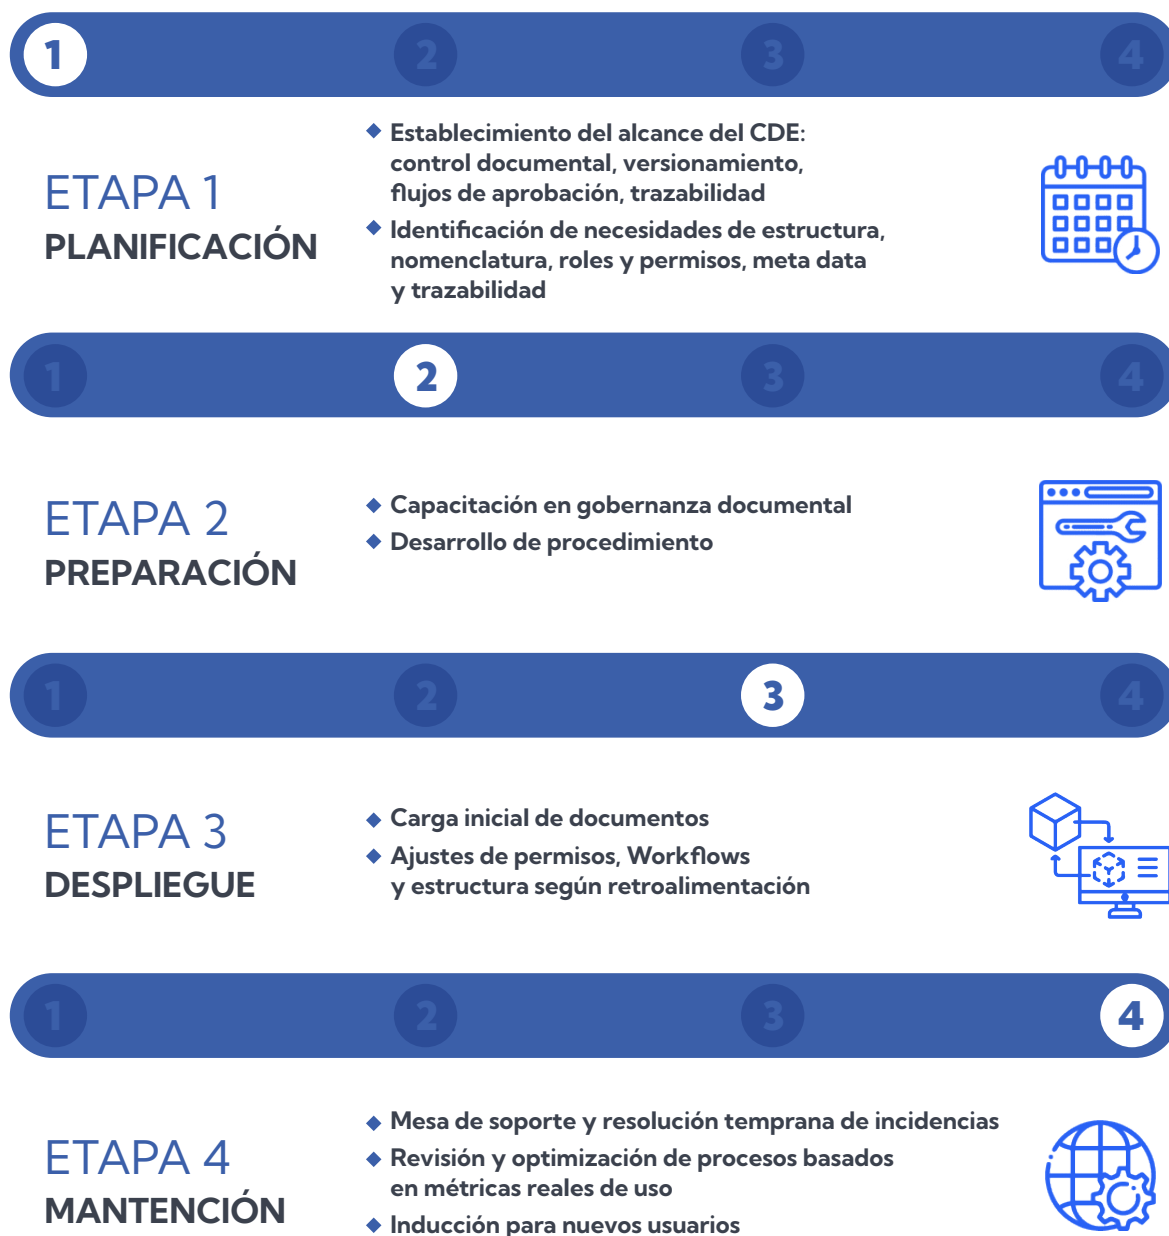 1 2 3 4
ETAPA 1
PLANIFICACIÓN
Establecimiento del alcance del CDE:
control documental, versionamiento,
flujos de aprobación, trazabilidad
Identificación de necesidades de estructura,
nomenclatura, roles y permisos, meta data
y trazabilidad
1 2 3 4
ETAPA 2
PREPARACIÓN
Capacitación en gobernanza documental
Desarrollo de procedimiento
1 2 3 4
ETAPA 3
DESPLIEGUE
Carga inicial de documentos
Ajustes de permisos, Workflows
y estructura según retroalimentación
1 2 3 4
ETAPA 4
MANTENCIÓN
Mesa de soporte y resolución temprana de incidencias
Revisión y optimización de procesos basados
en métricas reales de uso
Inducción para nuevos usuarios